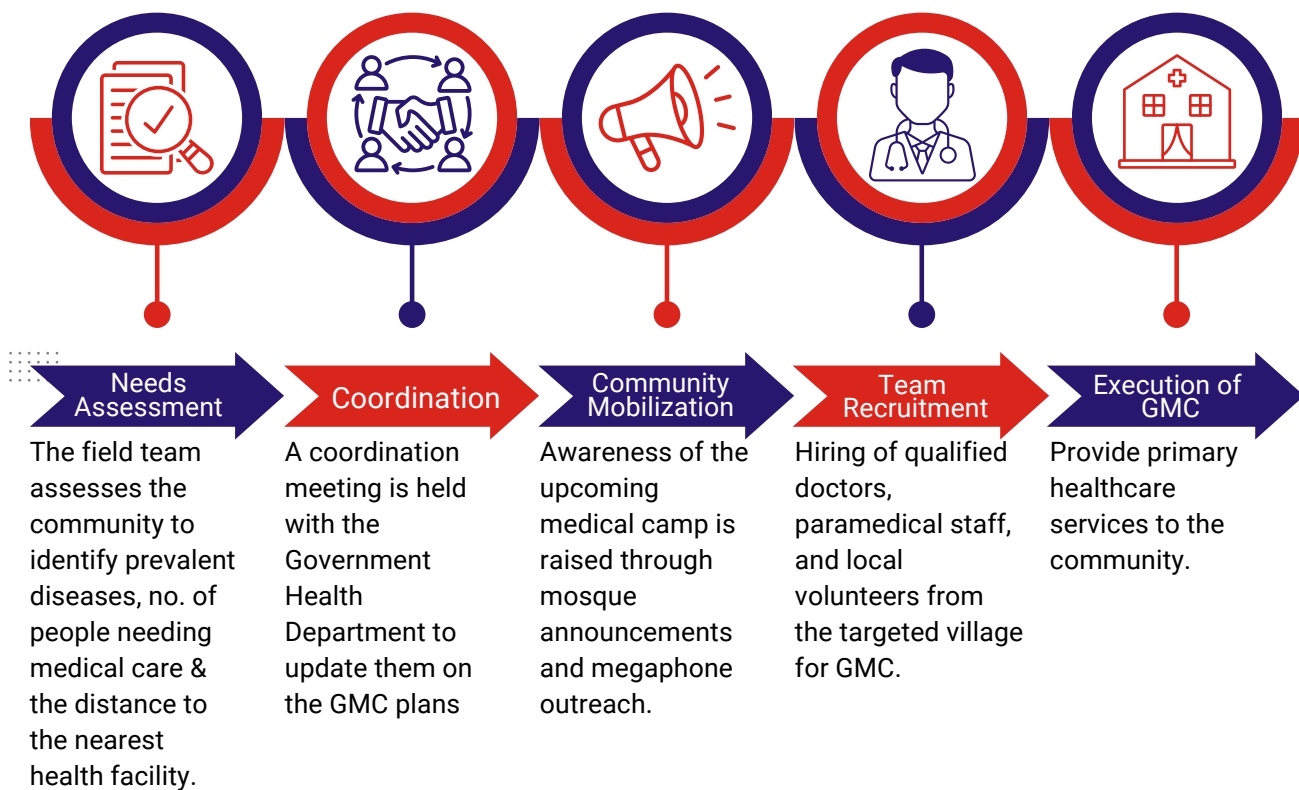 Needs
Assessment
The field team
assesses the
community to
identify prevalent
diseases, no. of
people needing
medical care &
the distance to
the nearest
health facility.
Coordination
A coordination
meeting is held
with the
Government
Health
Department to
update them on
the GMC plans
Community
Mobilization
Awareness of the
upcoming
medical camp is
raised through
mosque
announcements
and megaphone
outreach.
Team
Recruitment
Hiring of qualified
doctors,
paramedical staff,
and local
volunteers from
the targeted village
for GMC.
Execution of
GMC
Provide primary
healthcare
services to the
community.